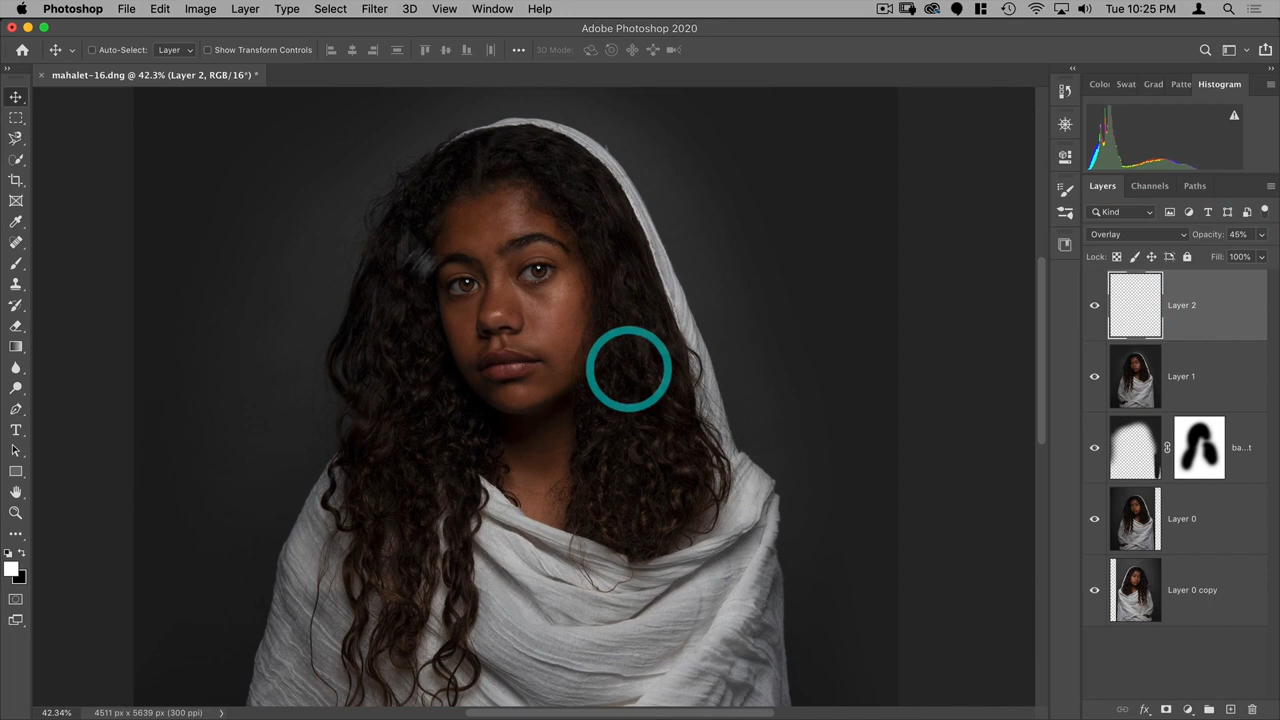 Photoshop File Edit Image Layer Type Select Filter 3D View Window Help Tue 10:25 PM
Adobe Photoshop 2020
Auto-Select: Layer Show Transform Controls 3D Mode:
mahalet-16.dng @ 42.3% (Layer 2, RGB/16*) *
Color Swat Grad Patte Histogram
Layers Channels Paths
Kind
Overlay Opacity: 45%
Lock: Fill: 100%
Layer 2
Layer 1
ba...t
Layer 0
Layer 0 copy
42.34% 4511 px x 5639 px (300 ppi)